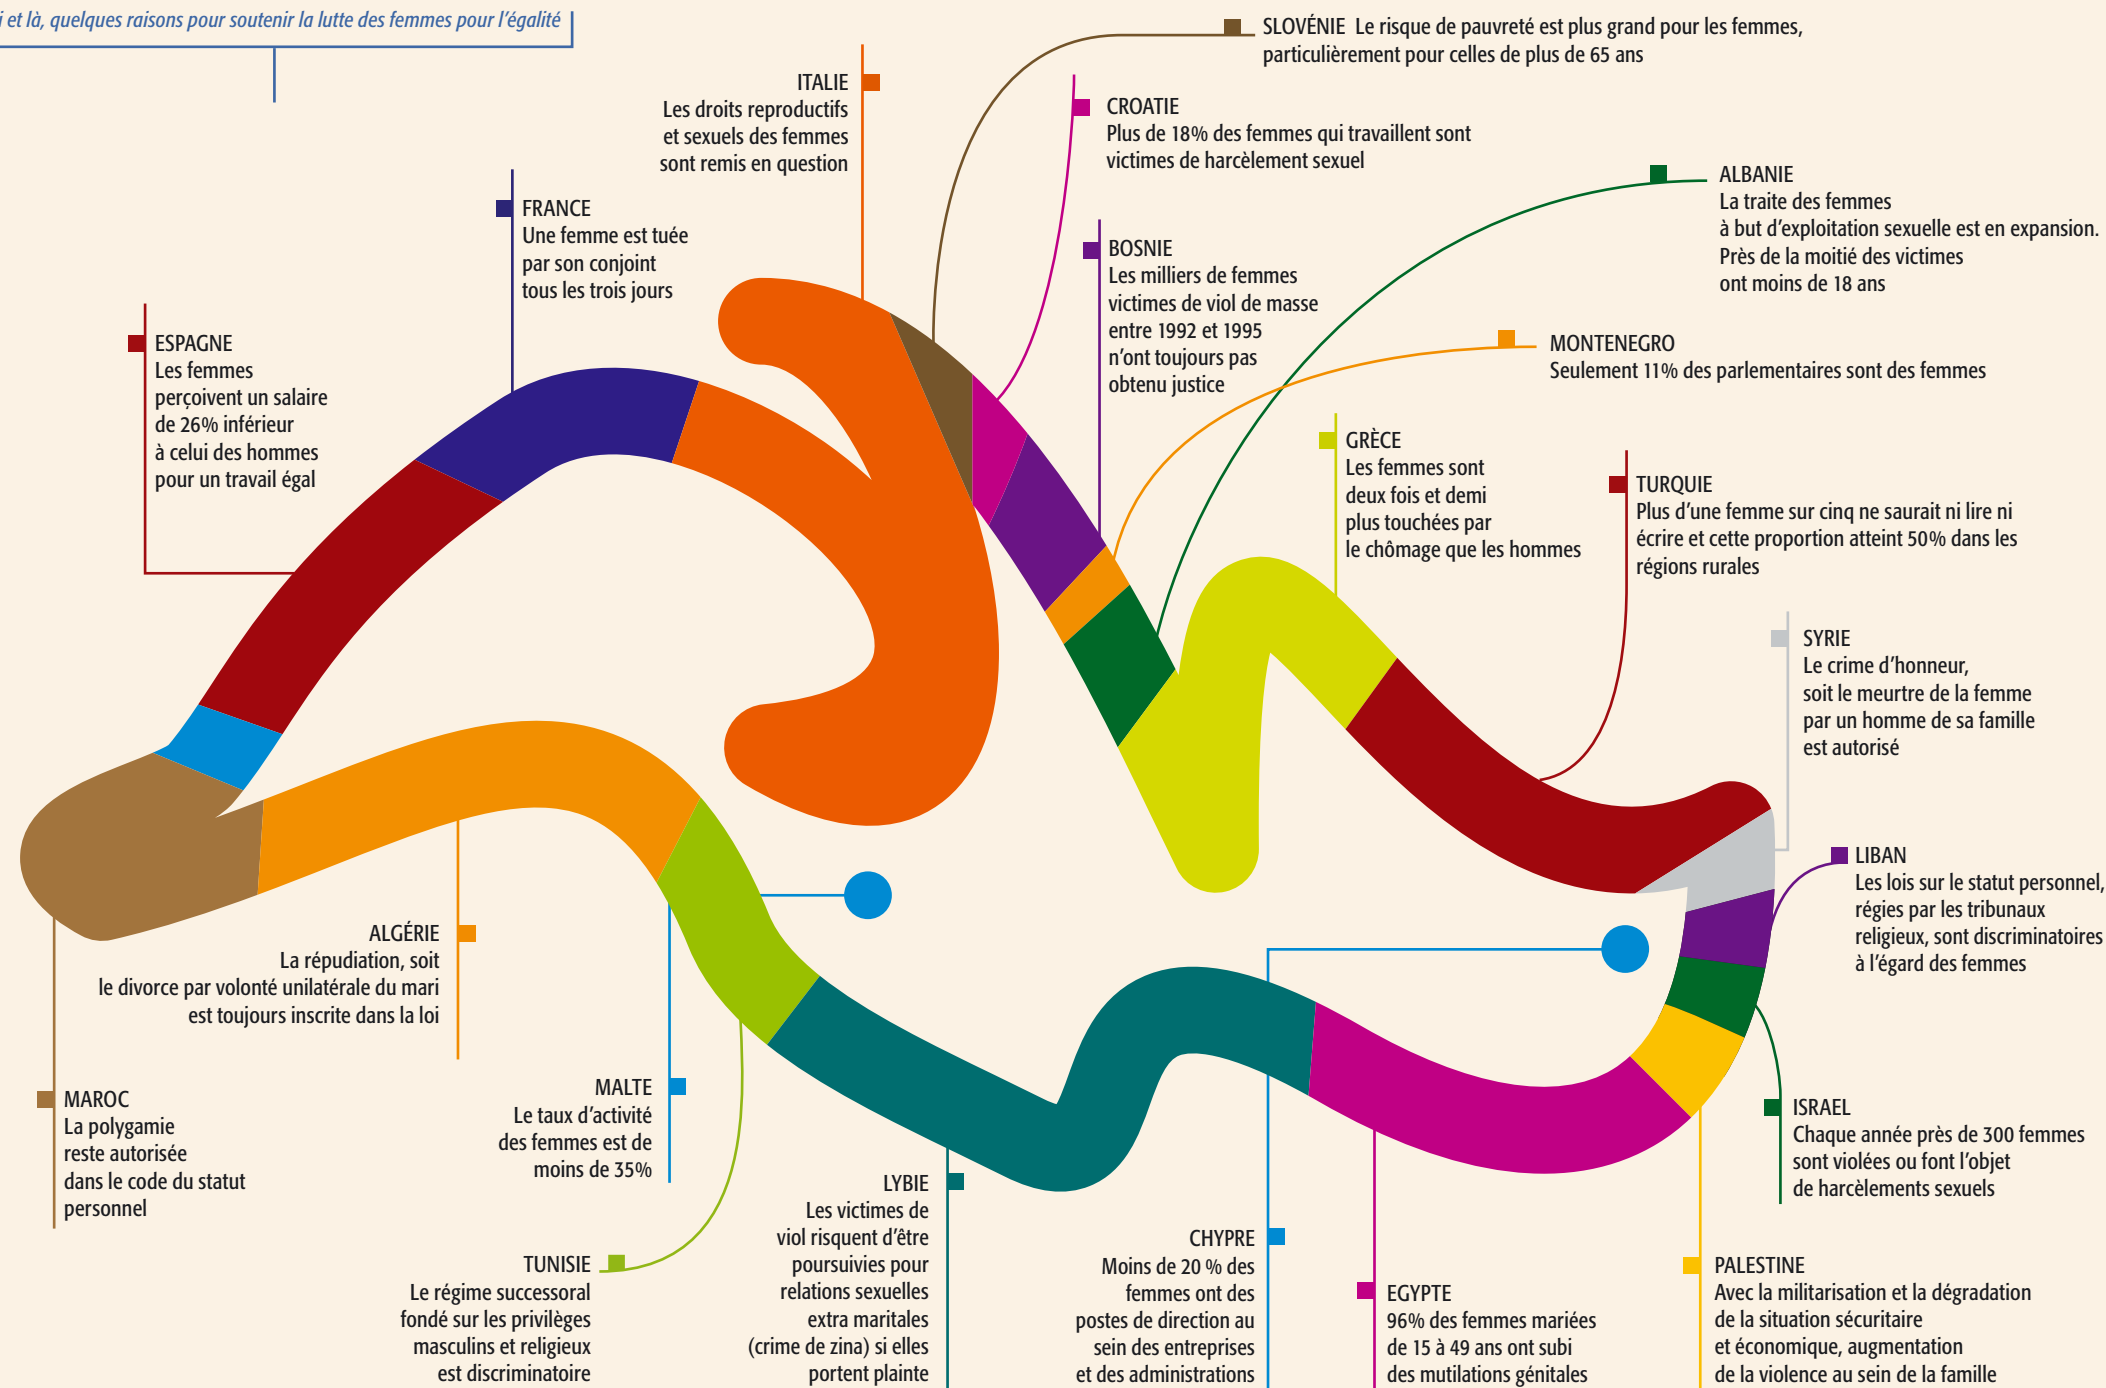 et là, quelques raisons pour soutenir la lutte des femmes pour l'égalité
SLOVÉNIE Le risque de pauvreté est plus grand pour les femmes,
particulièrement pour celles de plus de 65 ans
ITALIE
Les droits reproductifs
et sexuels des femmes
sont remis en question
CROATIE
Plus de 18% des femmes qui travaillent sont
victimes de harcèlement sexuel
ALBANIE
La traite des femmes
à but d'exploitation sexuelle est en expansion.
Près de la moitié des victimes
ont moins de 18 ans
FRANCE
Une femme est tuée
par son conjoint
tous les trois jours
BOSNIE
Les milliers de femmes
victimes de viol de masse
entre 1992 et 1995
n'ont toujours pas
obtenu justice
ESPAGNE
Les femmes
perçoivent un salaire
de 26% inférieur
à celui des hommes
pour un travail égal
MONTENEGRO
Seulement 11% des parlementaires sont des femmes
GRÈCE
Les femmes sont
deux fois et demi
plus touchées par
le chômage que les hommes
TURQUIE
Plus d'une femme sur cinq ne saurait ni lire ni
écrire et cette proportion atteint 50% dans les
régions rurales
SYRIE
Le crime d'honneur,
soit le meurtre de la femme
par un homme de sa famille
est autorisé
LIBAN
Les lois sur le statut personnel,
régies par les tribunaux
religieux, sont discriminatoires
à l'égard des femmes
ALGÉRIE
La répudiation, soit
le divorce par volonté unilatérale du mari
est toujours inscrite dans la loi
MAROC
La polygamie
reste autorisée
dans le code du statut
personnel
MALTE
Le taux d'activité
des femmes est de
moins de 35%
ISRAEL
Chaque année près de 300 femmes
sont violées ou font l'objet
de harcèlements sexuels
TUNISIE
Le régime successoral
fondé sur les privilèges
masculins et religieux
est discriminatoire
LYBIE
Les victimes de
viol risquent d'être
poursuivies pour
relations sexuelles
extra maritales
(crime de zina) si elles
portent plainte
CHYPRE
Moins de 20 % des
femmes ont des
postes de direction au
sein des entreprises
et des administrations
EGYPTE
96% des femmes mariées
de 15 à 49 ans ont subi
des mutilations génitales
PALESTINE
Avec la militarisation et la dégradation
de la situation sécuritaire
et économique, augmentation
de la violence au sein de la famille